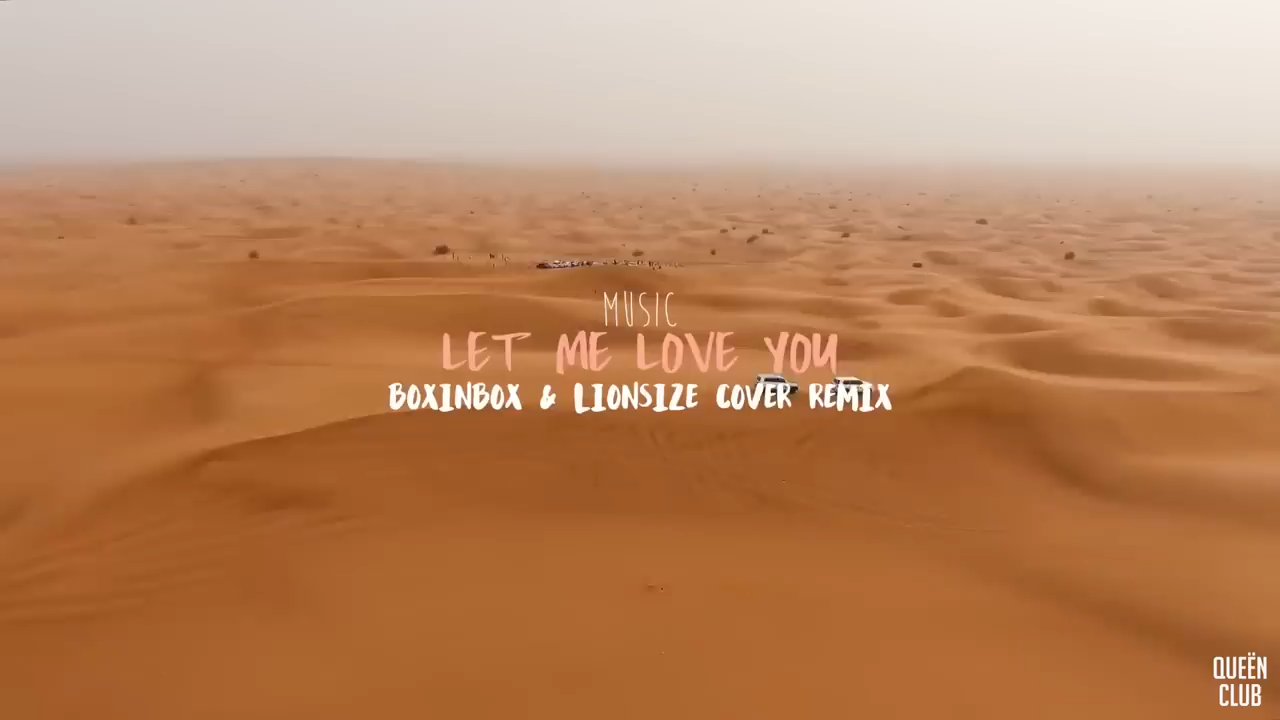 MUSIC
LET ME LOVE YOU
BOXINBOX & LIONSIZE COVER REMIX
QUEËN
CLUB